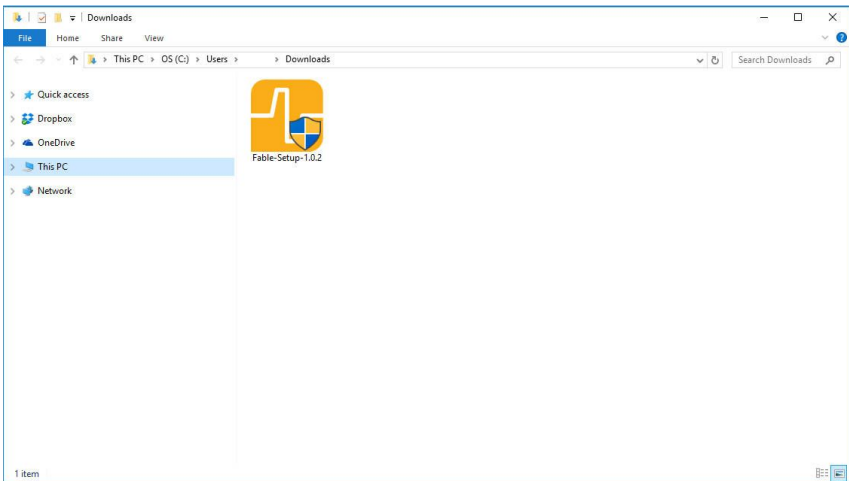 Downloads
File Home Share View
This PC > OS (C:) > Users > > Downloads
Search Downloads
Quick access
Dropbox
OneDrive
This PC
Network
Fable-Setup-1.0.2
1 item